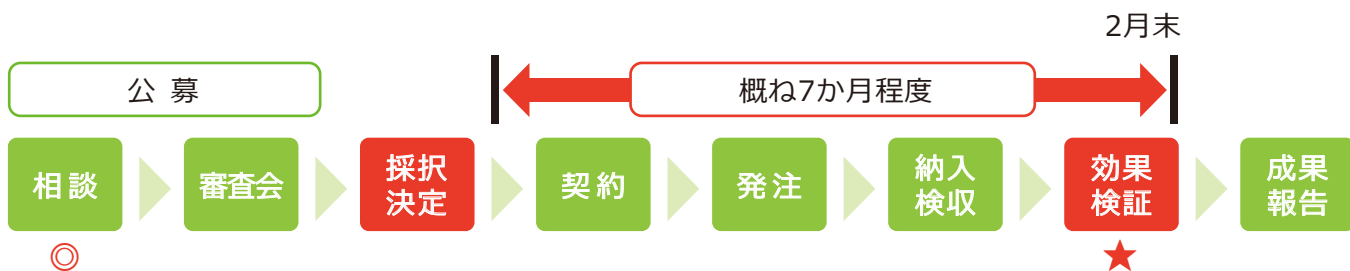 2月末
公募
概ね7か月程度
相談
審査会
採択
決定
契約
発注
納入
検収
効果
検証
成果
報告
◎
★